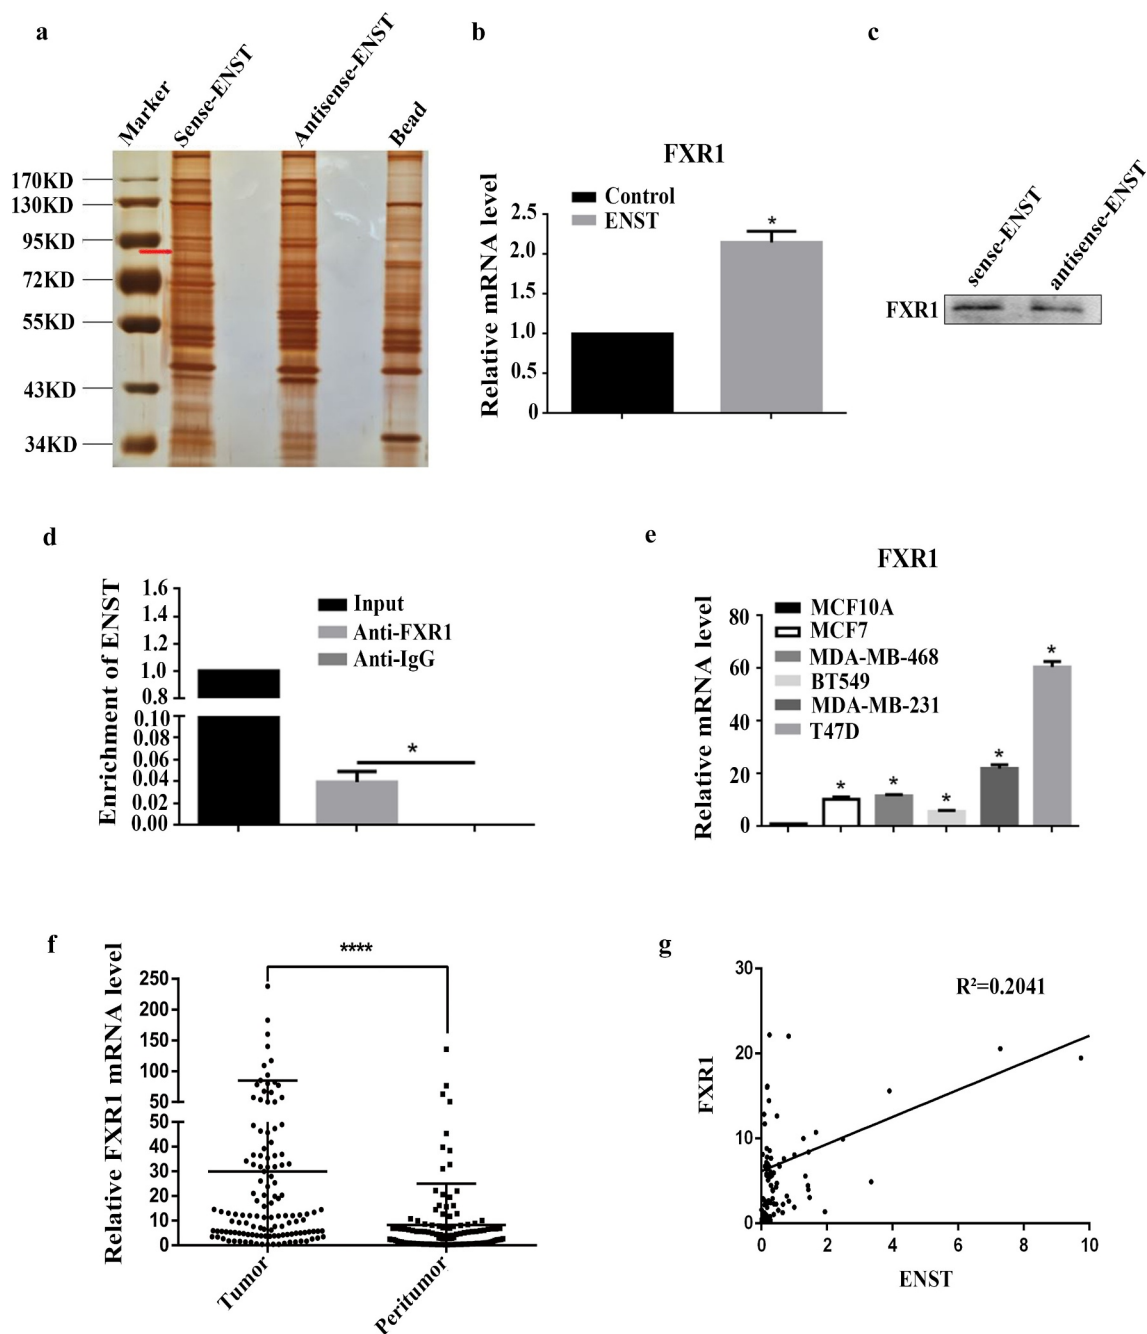 a
Marker
Sense-ENST
Antisense-ENST
Bead
170KD
130KD
95KD
72KD
55KD
43KD
34KD
b
FXR1
Control
ENST
Relative mRNA level
2.5
2.0
1.5
1.0
0.5
0
*
c
sense-ENST
antisense-ENST
FXR1
d
Enrichment of ENST
1.6
1.4
1.2
1.0
0.8
0.10
0.08
0.06
0.04
0.02
0.00
Input
Anti-FXR1
Anti-IgG
*
e
FXR1
Relative mRNA level
80
60
40
20
0
MCF10A
MCF7
MDA-MB-468
BT549
MDA-MB-231
T47D
*
*
*
*
*
f
Relative FXR1 mRNA level
250
200
150
100
50
50
40
30
20
10
0
****
Tumor
Peritumor
g
FXR1
30
20
10
0
R²=0.2041
0 2 4 6 8 10
ENST